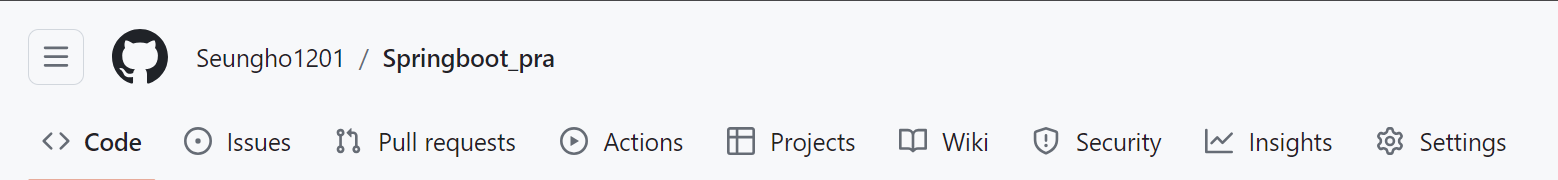 Seungho1201 / Springboot_pra
Code Issues Pull requests Actions Projects Wiki Security Insights Settings